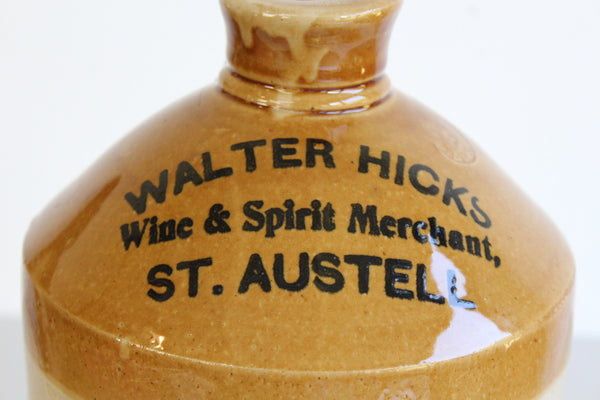 WALTER HICKS
Wine & Spirit Merchant,
ST. AUSTELL